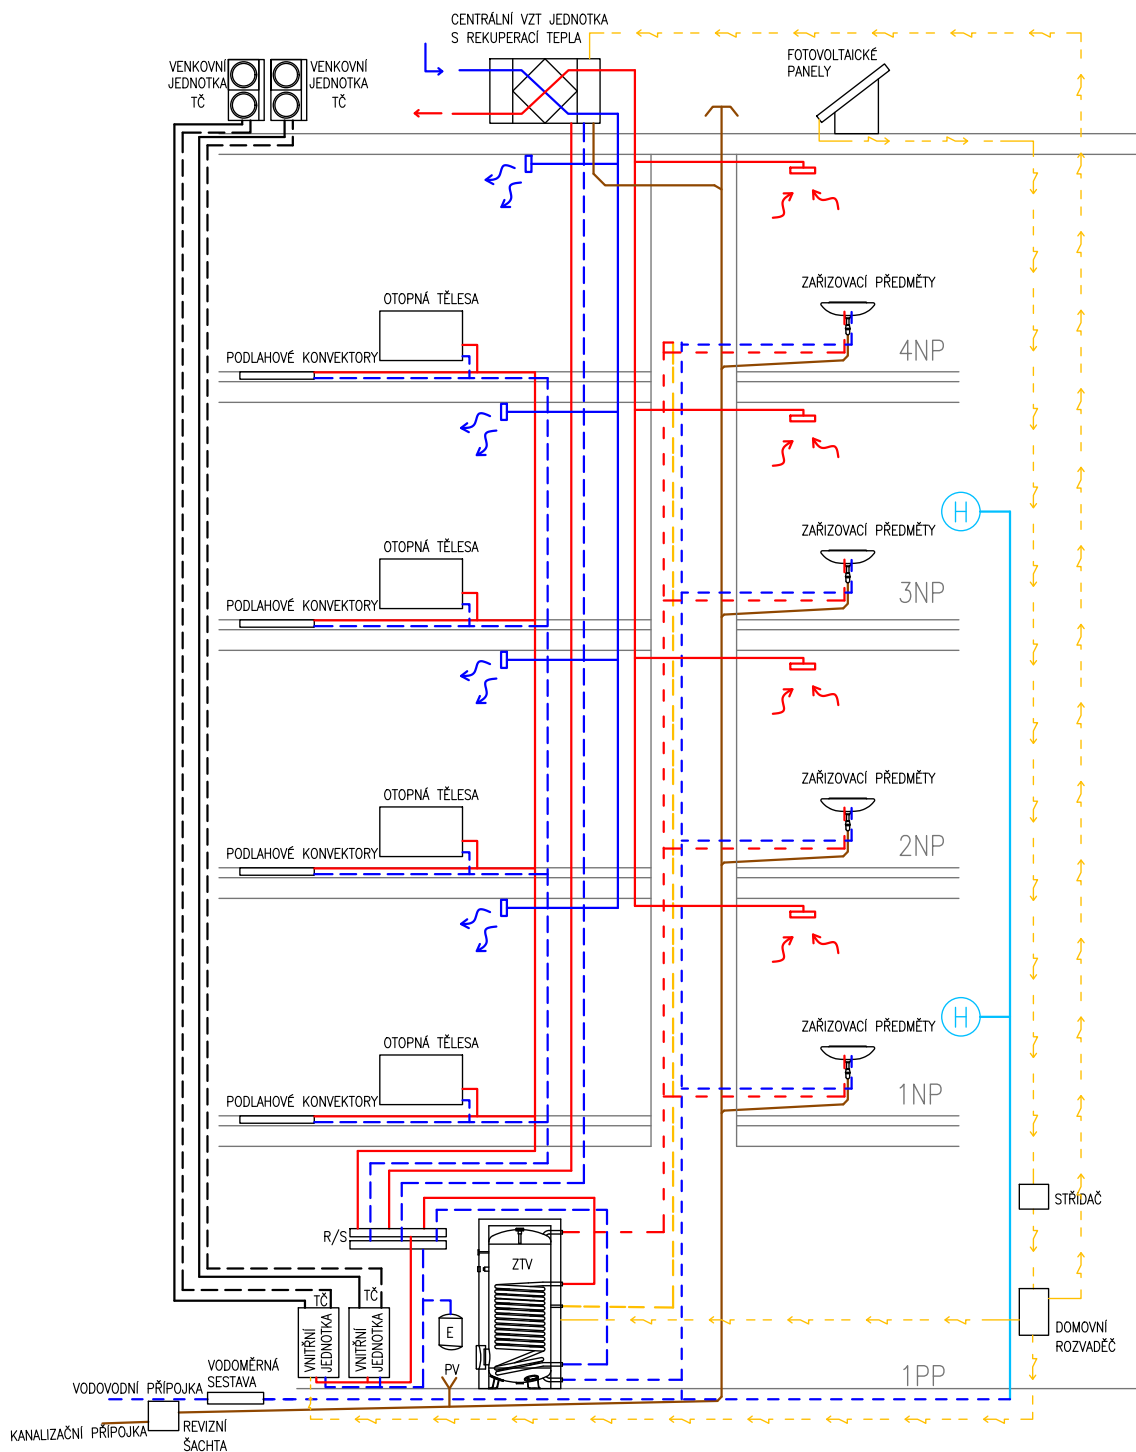 CENTRÁLNÍ VZT JEDNOTKA
S REKUPERACÍ TEPLA
VENKOVNÍ
JEDNOTKA
TČ
VENKOVNÍ
JEDNOTKA
TČ
FOTOVOLTAICKÉ
PANELY
OTOPNÁ TĚLESA
ZAŘIZOVACÍ PŘEDMĚTY
PODLAHOVÉ KONVEKTORY
4NP
H
OTOPNÁ TĚLESA
ZAŘIZOVACÍ PŘEDMĚTY
PODLAHOVÉ KONVEKTORY
3NP
OTOPNÁ TĚLESA
ZAŘIZOVACÍ PŘEDMĚTY
PODLAHOVÉ KONVEKTORY
2NP
H
OTOPNÁ TĚLESA
ZAŘIZOVACÍ PŘEDMĚTY
PODLAHOVÉ KONVEKTORY
1NP
STŘÍDAČ
R/S
ZTV
TČ
VNITŘNÍ
JEDNOTKA
TČ
VNITŘNÍ
JEDNOTKA
E
DOMOVNÍ
ROZVADĚČ
PV
1PP
VODOMĚRNÁ
SESTAVA
VODOVODNÍ PŘÍPOJKA
KANALIZAČNÍ PŘÍPOJKA
REVIZNÍ
ŠACHTA